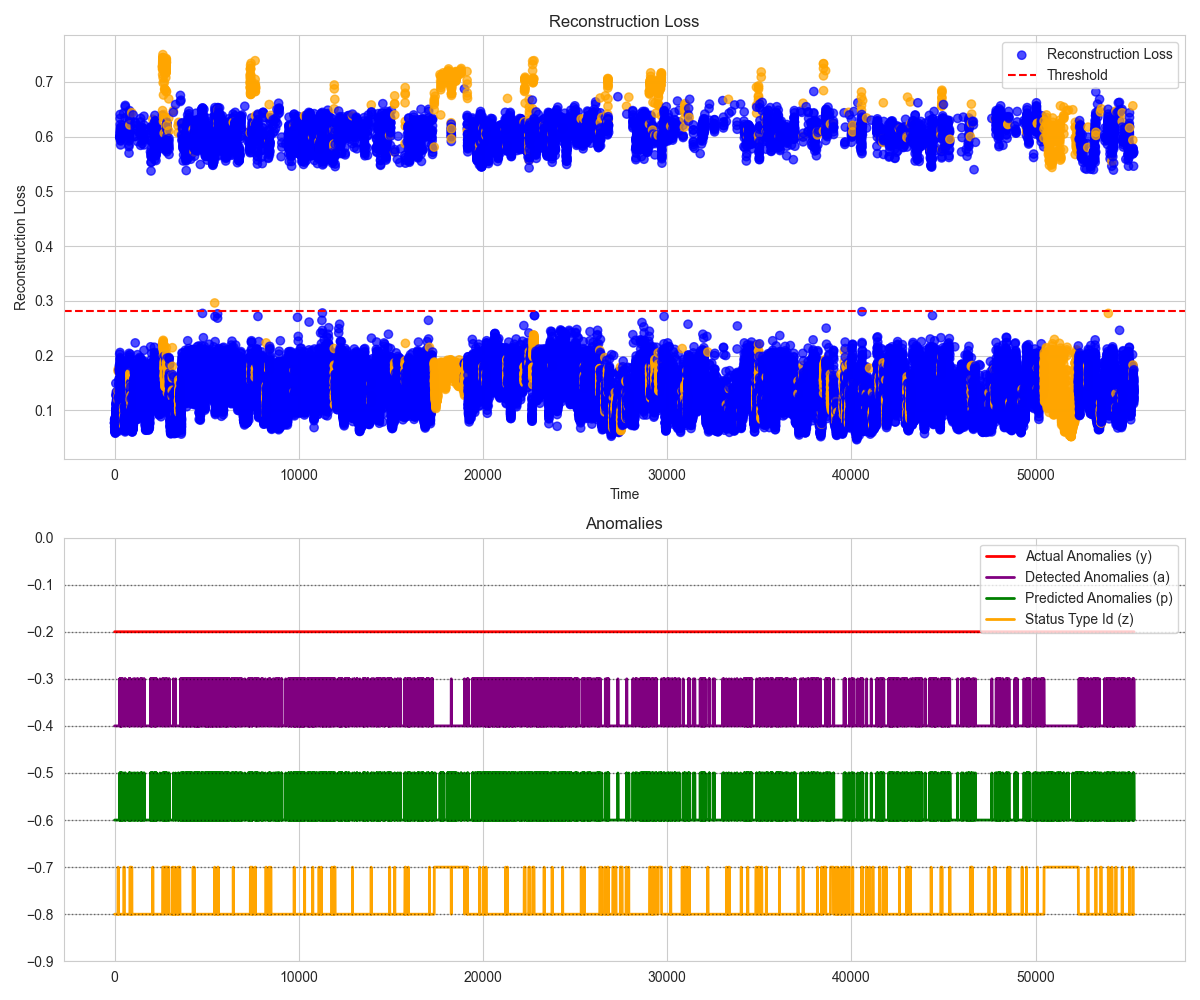 Reconstruction Loss
Reconstruction Loss
Threshold
0.7
0.6
0.5
0.4
0.3
0.2
0.1
Reconstruction Loss
0 10000 20000 30000 40000 50000
Time
Anomalies
Actual Anomalies (y)
Detected Anomalies (a)
Predicted Anomalies (p)
Status Type Id (z)
0.0
−0.1
−0.2
−0.3
−0.4
−0.5
−0.6
−0.7
−0.8
−0.9
0 10000 20000 30000 40000 50000